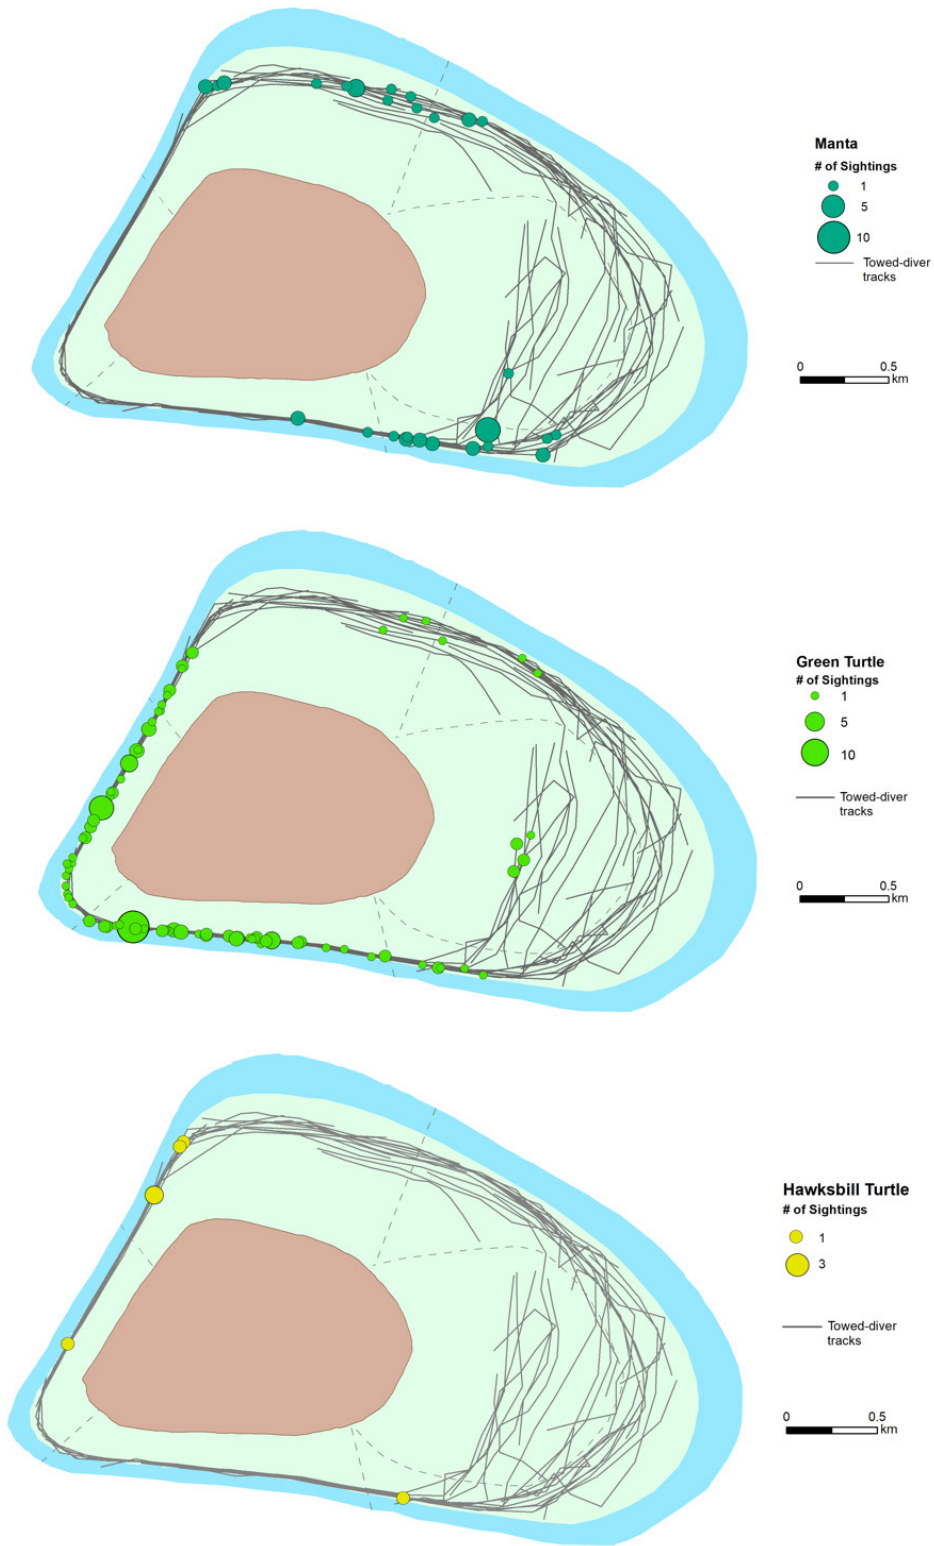 Manta
# of Sightings
1
5
10
Towed-diver
tracks
0 0.5
km
Green Turtle
# of Sightings
1
5
10
Towed-diver
tracks
0 0.5
km
Hawksbill Turtle
# of Sightings
1
3
Towed-diver
tracks
0 0.5
km